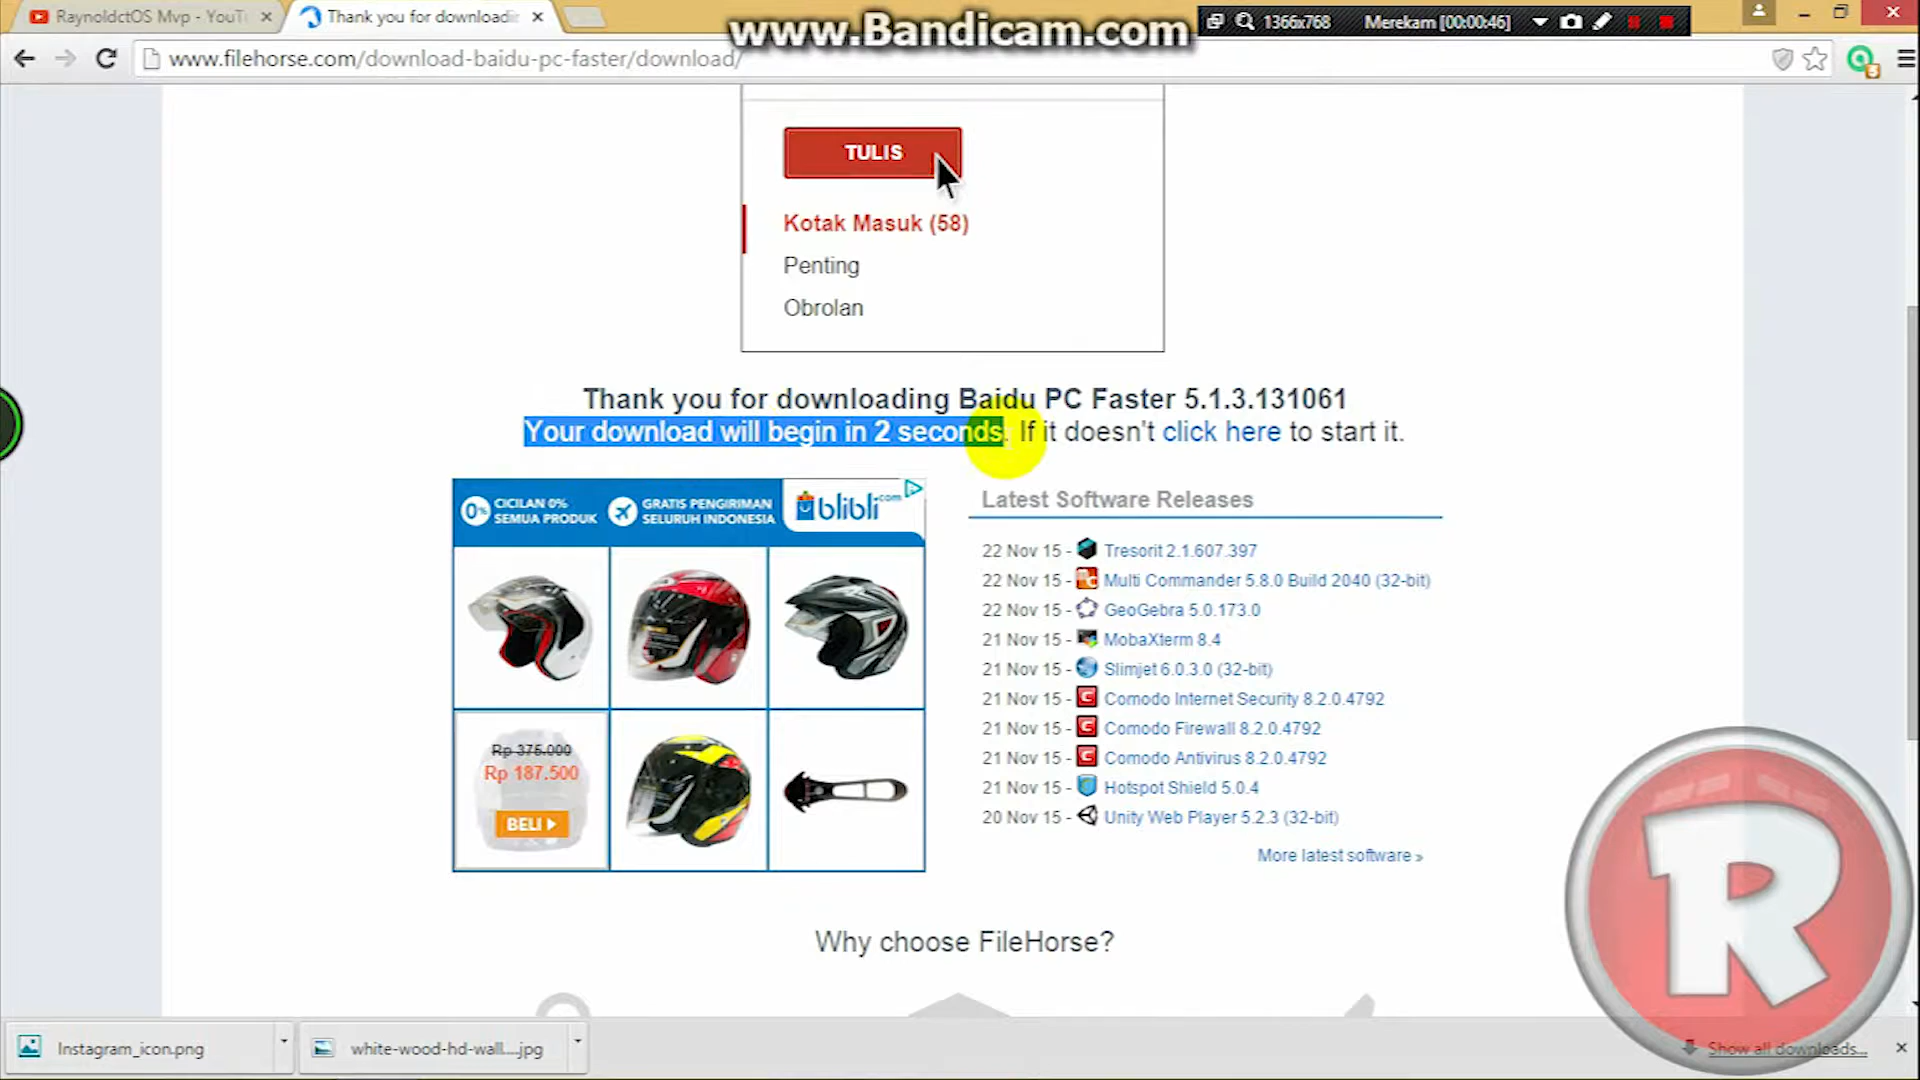 RaynoldctOS Mvp - YouTu
Thank you for downloadin
www.Bandicam.com
1366x768
Merekam [00:00:46]
www.filehorse.com/download-baidu-pc-faster/download/
TULIS
Kotak Masuk (58)
Penting
Obrolan
Thank you for downloading Baidu PC Faster 5.1.3.131061
Your download will begin in 2 seconds. If it doesn't click here to start it.
0% CICILAN 0%
SEMUA PRODUK
GRATIS PENGIRIMAN
SELURUH INDONESIA
blibli.com
Rp 375.000
Rp 187.500
BELI
Latest Software Releases
22 Nov 15 - Tresorit 2.1.607.397
22 Nov 15 - Multi Commander 5.8.0 Build 2040 (32-bit)
22 Nov 15 - GeoGebra 5.0.173.0
21 Nov 15 - MobaXterm 8.4
21 Nov 15 - Slimjet 6.0.3.0 (32-bit)
21 Nov 15 - Comodo Internet Security 8.2.0.4792
21 Nov 15 - Comodo Firewall 8.2.0.4792
21 Nov 15 - Comodo Antivirus 8.2.0.4792
21 Nov 15 - Hotspot Shield 5.0.4
20 Nov 15 - Unity Web Player 5.2.3 (32-bit)
More latest software »
Why choose FileHorse?
R
Instagram_icon.png
white-wood-hd-wall....jpg
Show all downloads...